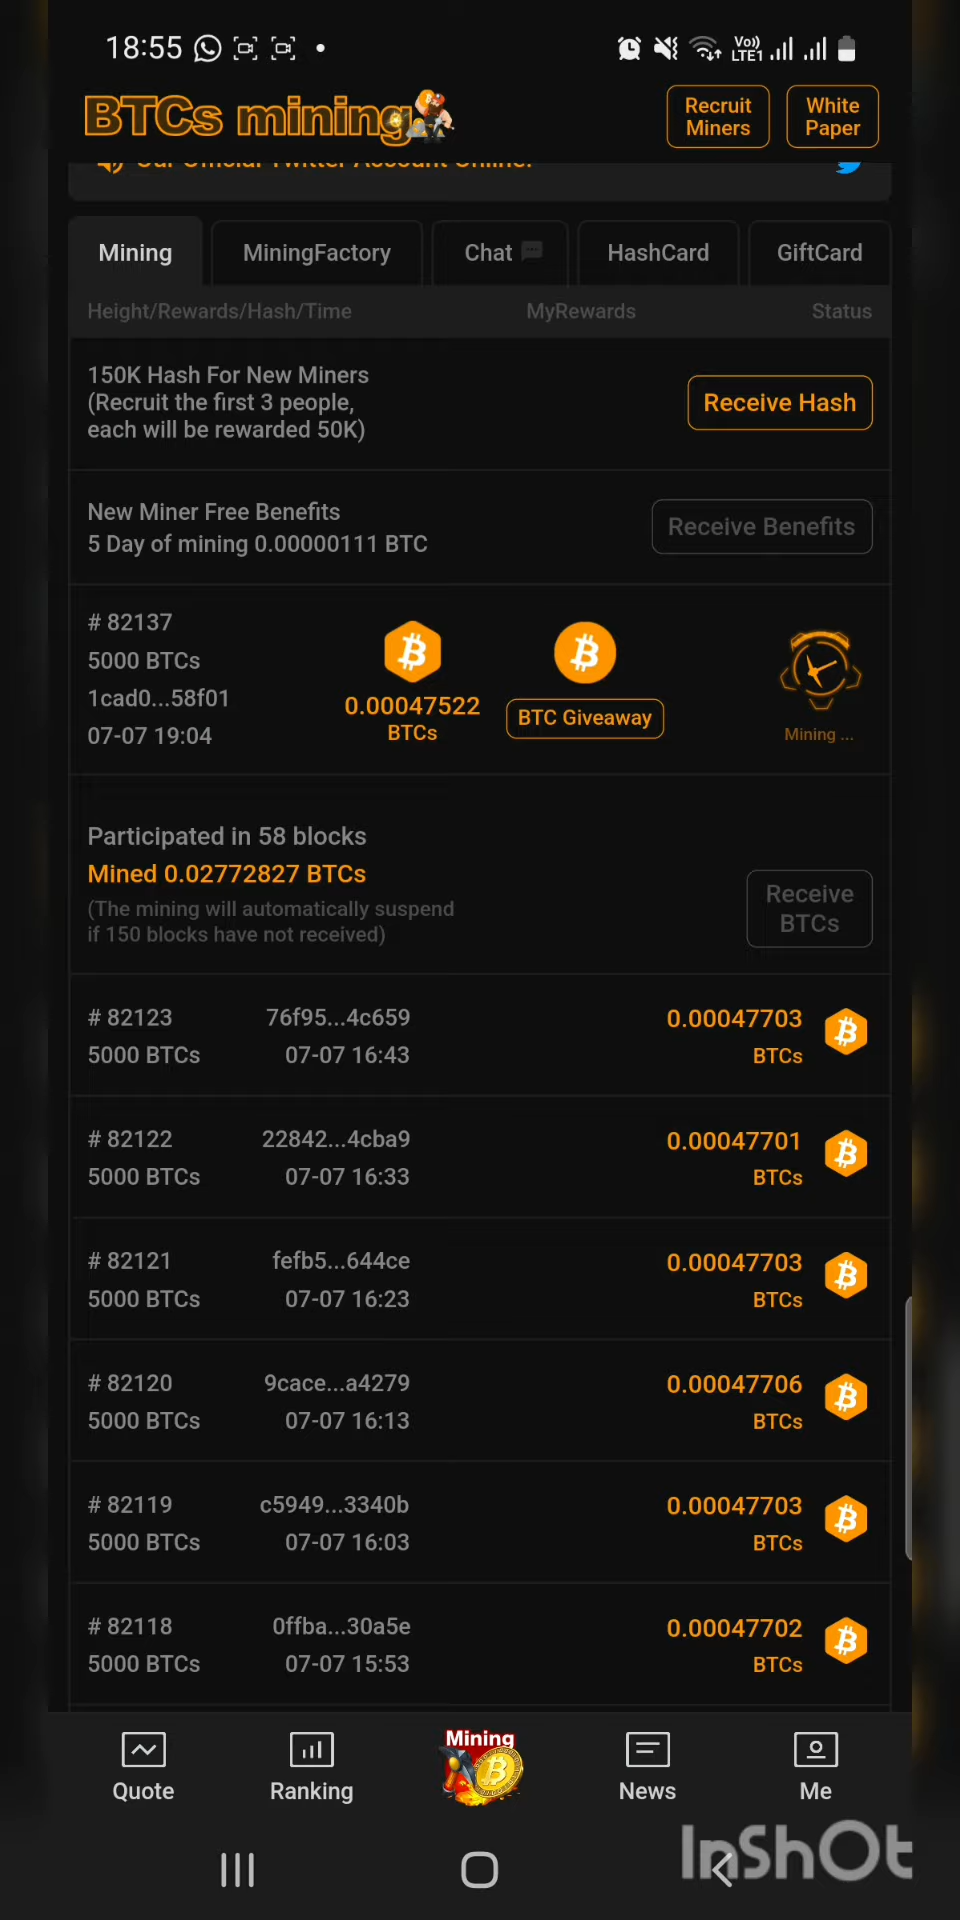 18:55
Vo))
LTE1
BTCs mining
Recruit
Miners
White
Paper
Our Official Twitter Account Online!
Mining
MiningFactory
Chat
HashCard
GiftCard
Height/Rewards/Hash/Time
MyRewards
Status
150K Hash For New Miners
(Recruit the first 3 people,
each will be rewarded 50K)
Receive Hash
New Miner Free Benefits
5 Day of mining 0.00000111 BTC
Receive Benefits
# 82137
5000 BTCs
1cad0...58f01
07-07 19:04
0.00047522
BTCs
BTC Giveaway
Mining ...
Participated in 58 blocks
Mined 0.02772827 BTCs
(The mining will automatically suspend
if 150 blocks have not received)
Receive
BTCs
# 82123
76f95...4c659
0.00047703
5000 BTCs
07-07 16:43
BTCs
# 82122
22842...4cba9
0.00047701
5000 BTCs
07-07 16:33
BTCs
# 82121
fefb5...644ce
0.00047703
5000 BTCs
07-07 16:23
BTCs
# 82120
9cace...a4279
0.00047706
5000 BTCs
07-07 16:13
BTCs
# 82119
c5949...3340b
0.00047703
5000 BTCs
07-07 16:03
BTCs
# 82118
0ffba...30a5e
0.00047702
5000 BTCs
07-07 15:53
BTCs
Mining
Quote
Ranking
News
Me
InShOt